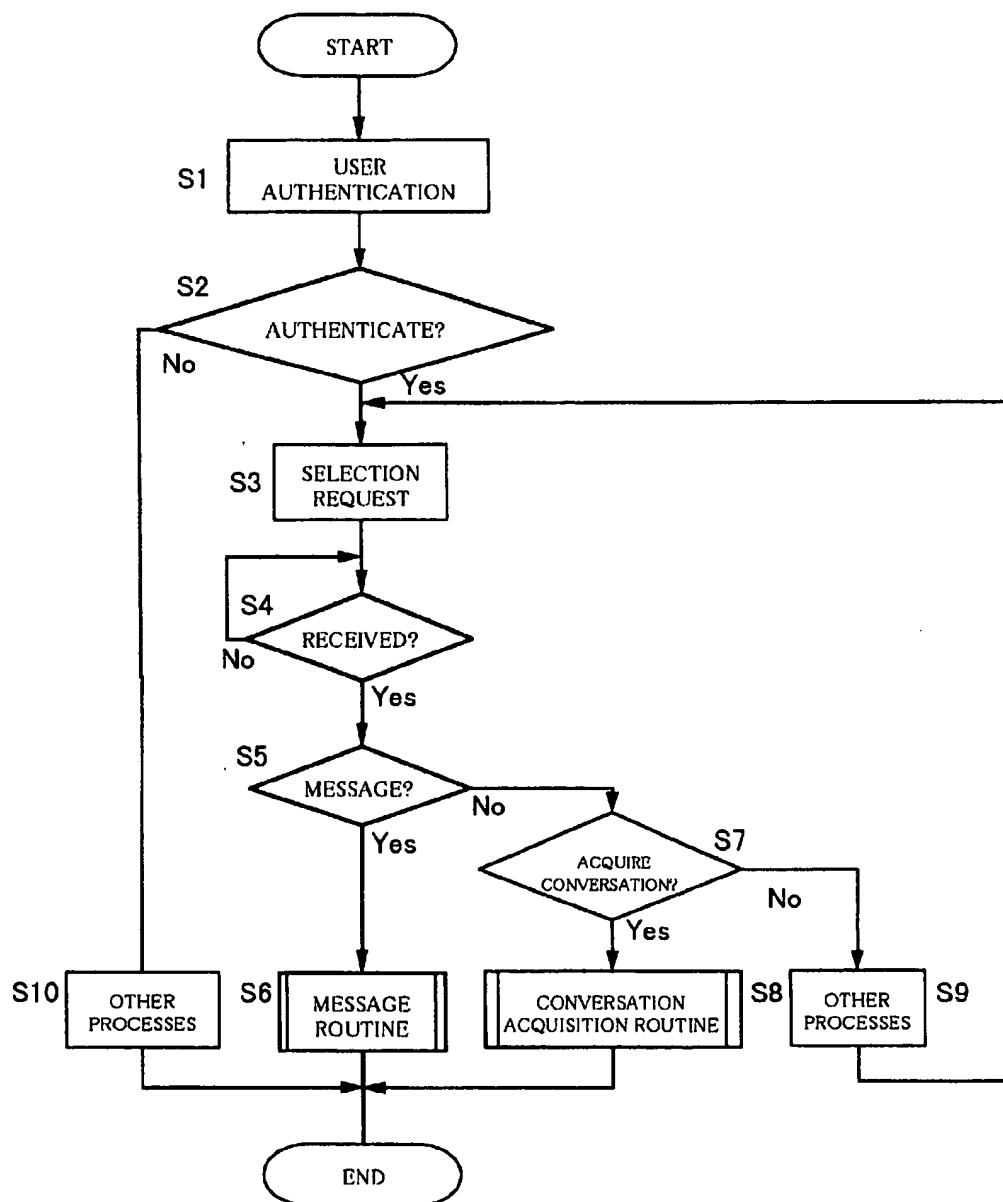 START
S1
USER
AUTHENTICATION
S2
AUTHENTICATE?
No
Yes
S3
SELECTION
REQUEST
S4
RECEIVED?
No
Yes
S5
MESSAGE?
No
Yes
S7
ACQUIRE
CONVERSATION?
No
Yes
S10
OTHER
PROCESSES
S6
MESSAGE
ROUTINE
CONVERSATION
ACQUISITION ROUTINE
S8
OTHER
PROCESSES
S9
END